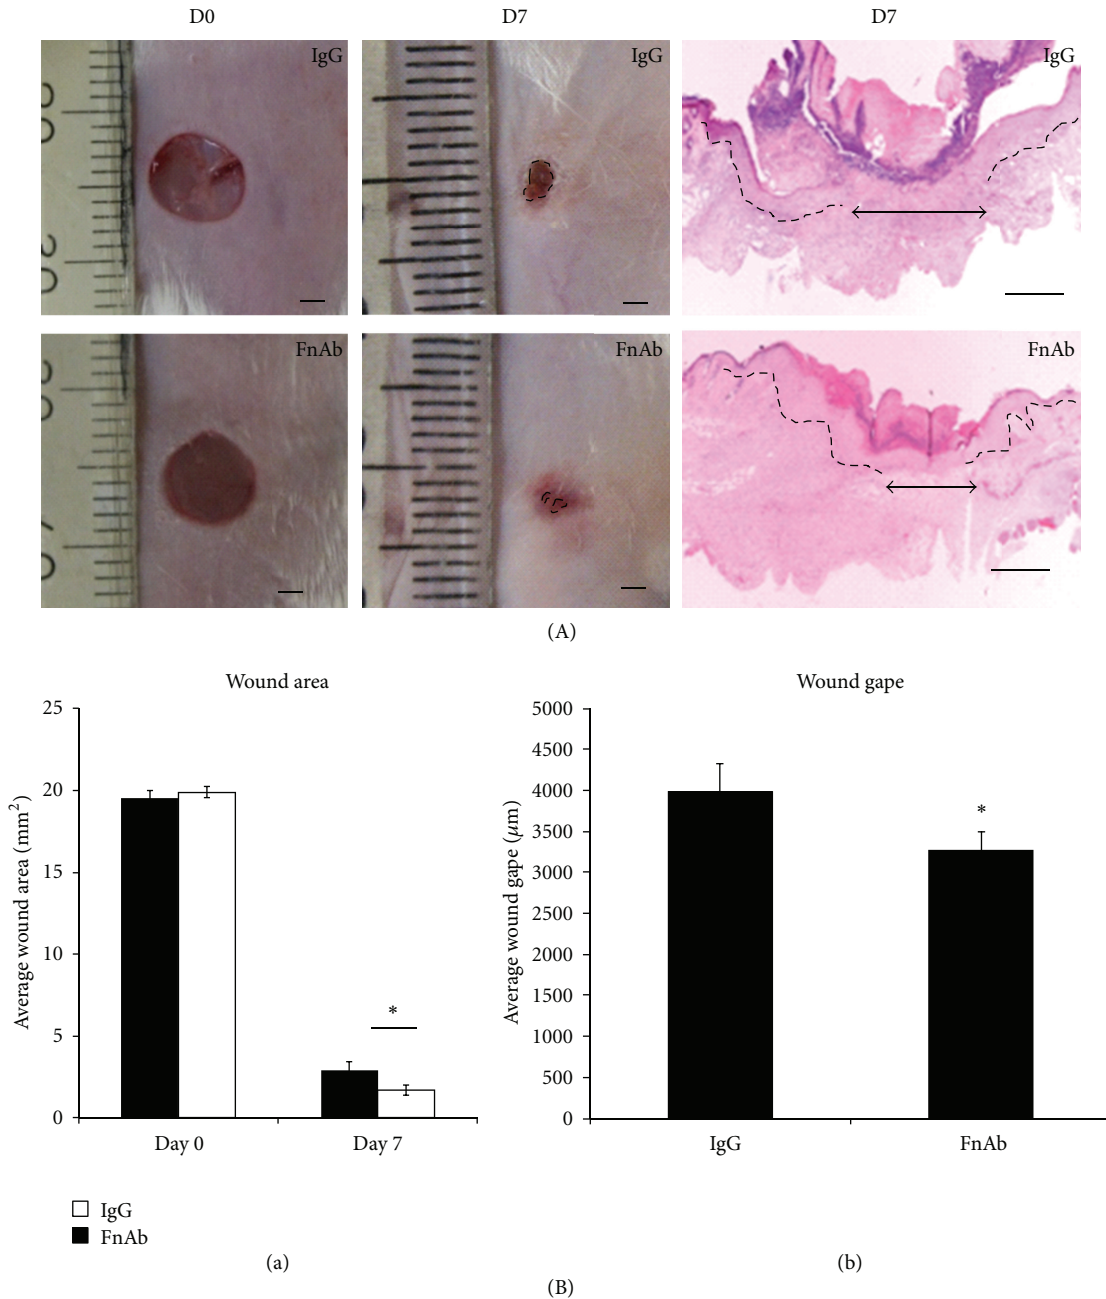 D0
D7
D7
IgG
IgG
IgG
FnAb
FnAb
FnAb
(A)
Wound area
25
20
15
10
5
0
Average wound area (mm²)
*
Day 0
Day 7
IgG
FnAb
(a)
Wound gape
5000
4500
4000
3500
3000
2500
2000
1500
1000
500
0
Average wound gape (μm)
*
IgG
FnAb
(b)
(B)